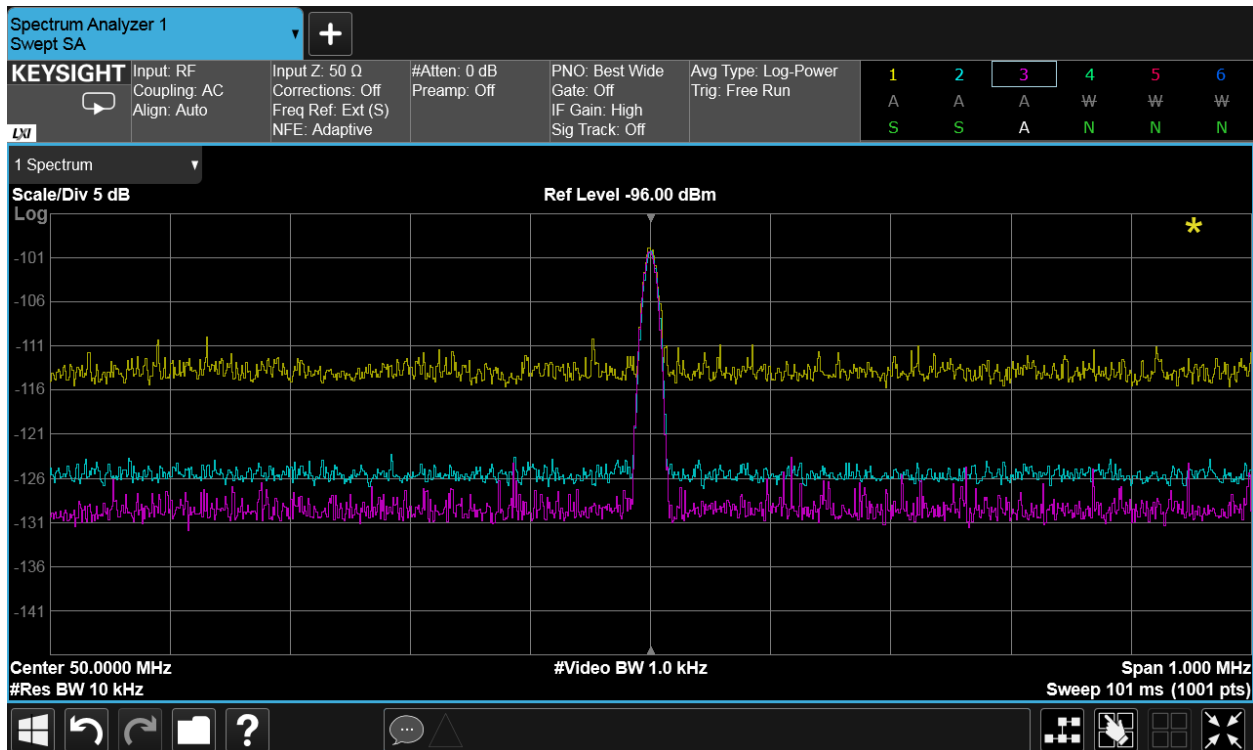 Spectrum Analyzer 1
Swept SA
KEYSIGHT
LXI
Input: RF
Coupling: AC
Align: Auto
Input Z: 50 Ω
Corrections: Off
Freq Ref: Ext (S)
NFE: Adaptive
#Atten: 0 dB
Preamp: Off
PNO: Best Wide
Gate: Off
IF Gain: High
Sig Track: Off
Avg Type: Log-Power
Trig: Free Run
1 2 3 4 5 6
A A A W W W
S S A N N N
1 Spectrum
Scale/Div 5 dB
Ref Level -96.00 dBm
Log
-101
-106
-111
-116
-121
-126
-131
-136
-141
Center 50.0000 MHz
#Video BW 1.0 kHz
Span 1.000 MHz
#Res BW 10 kHz
Sweep 101 ms (1001 pts)
?